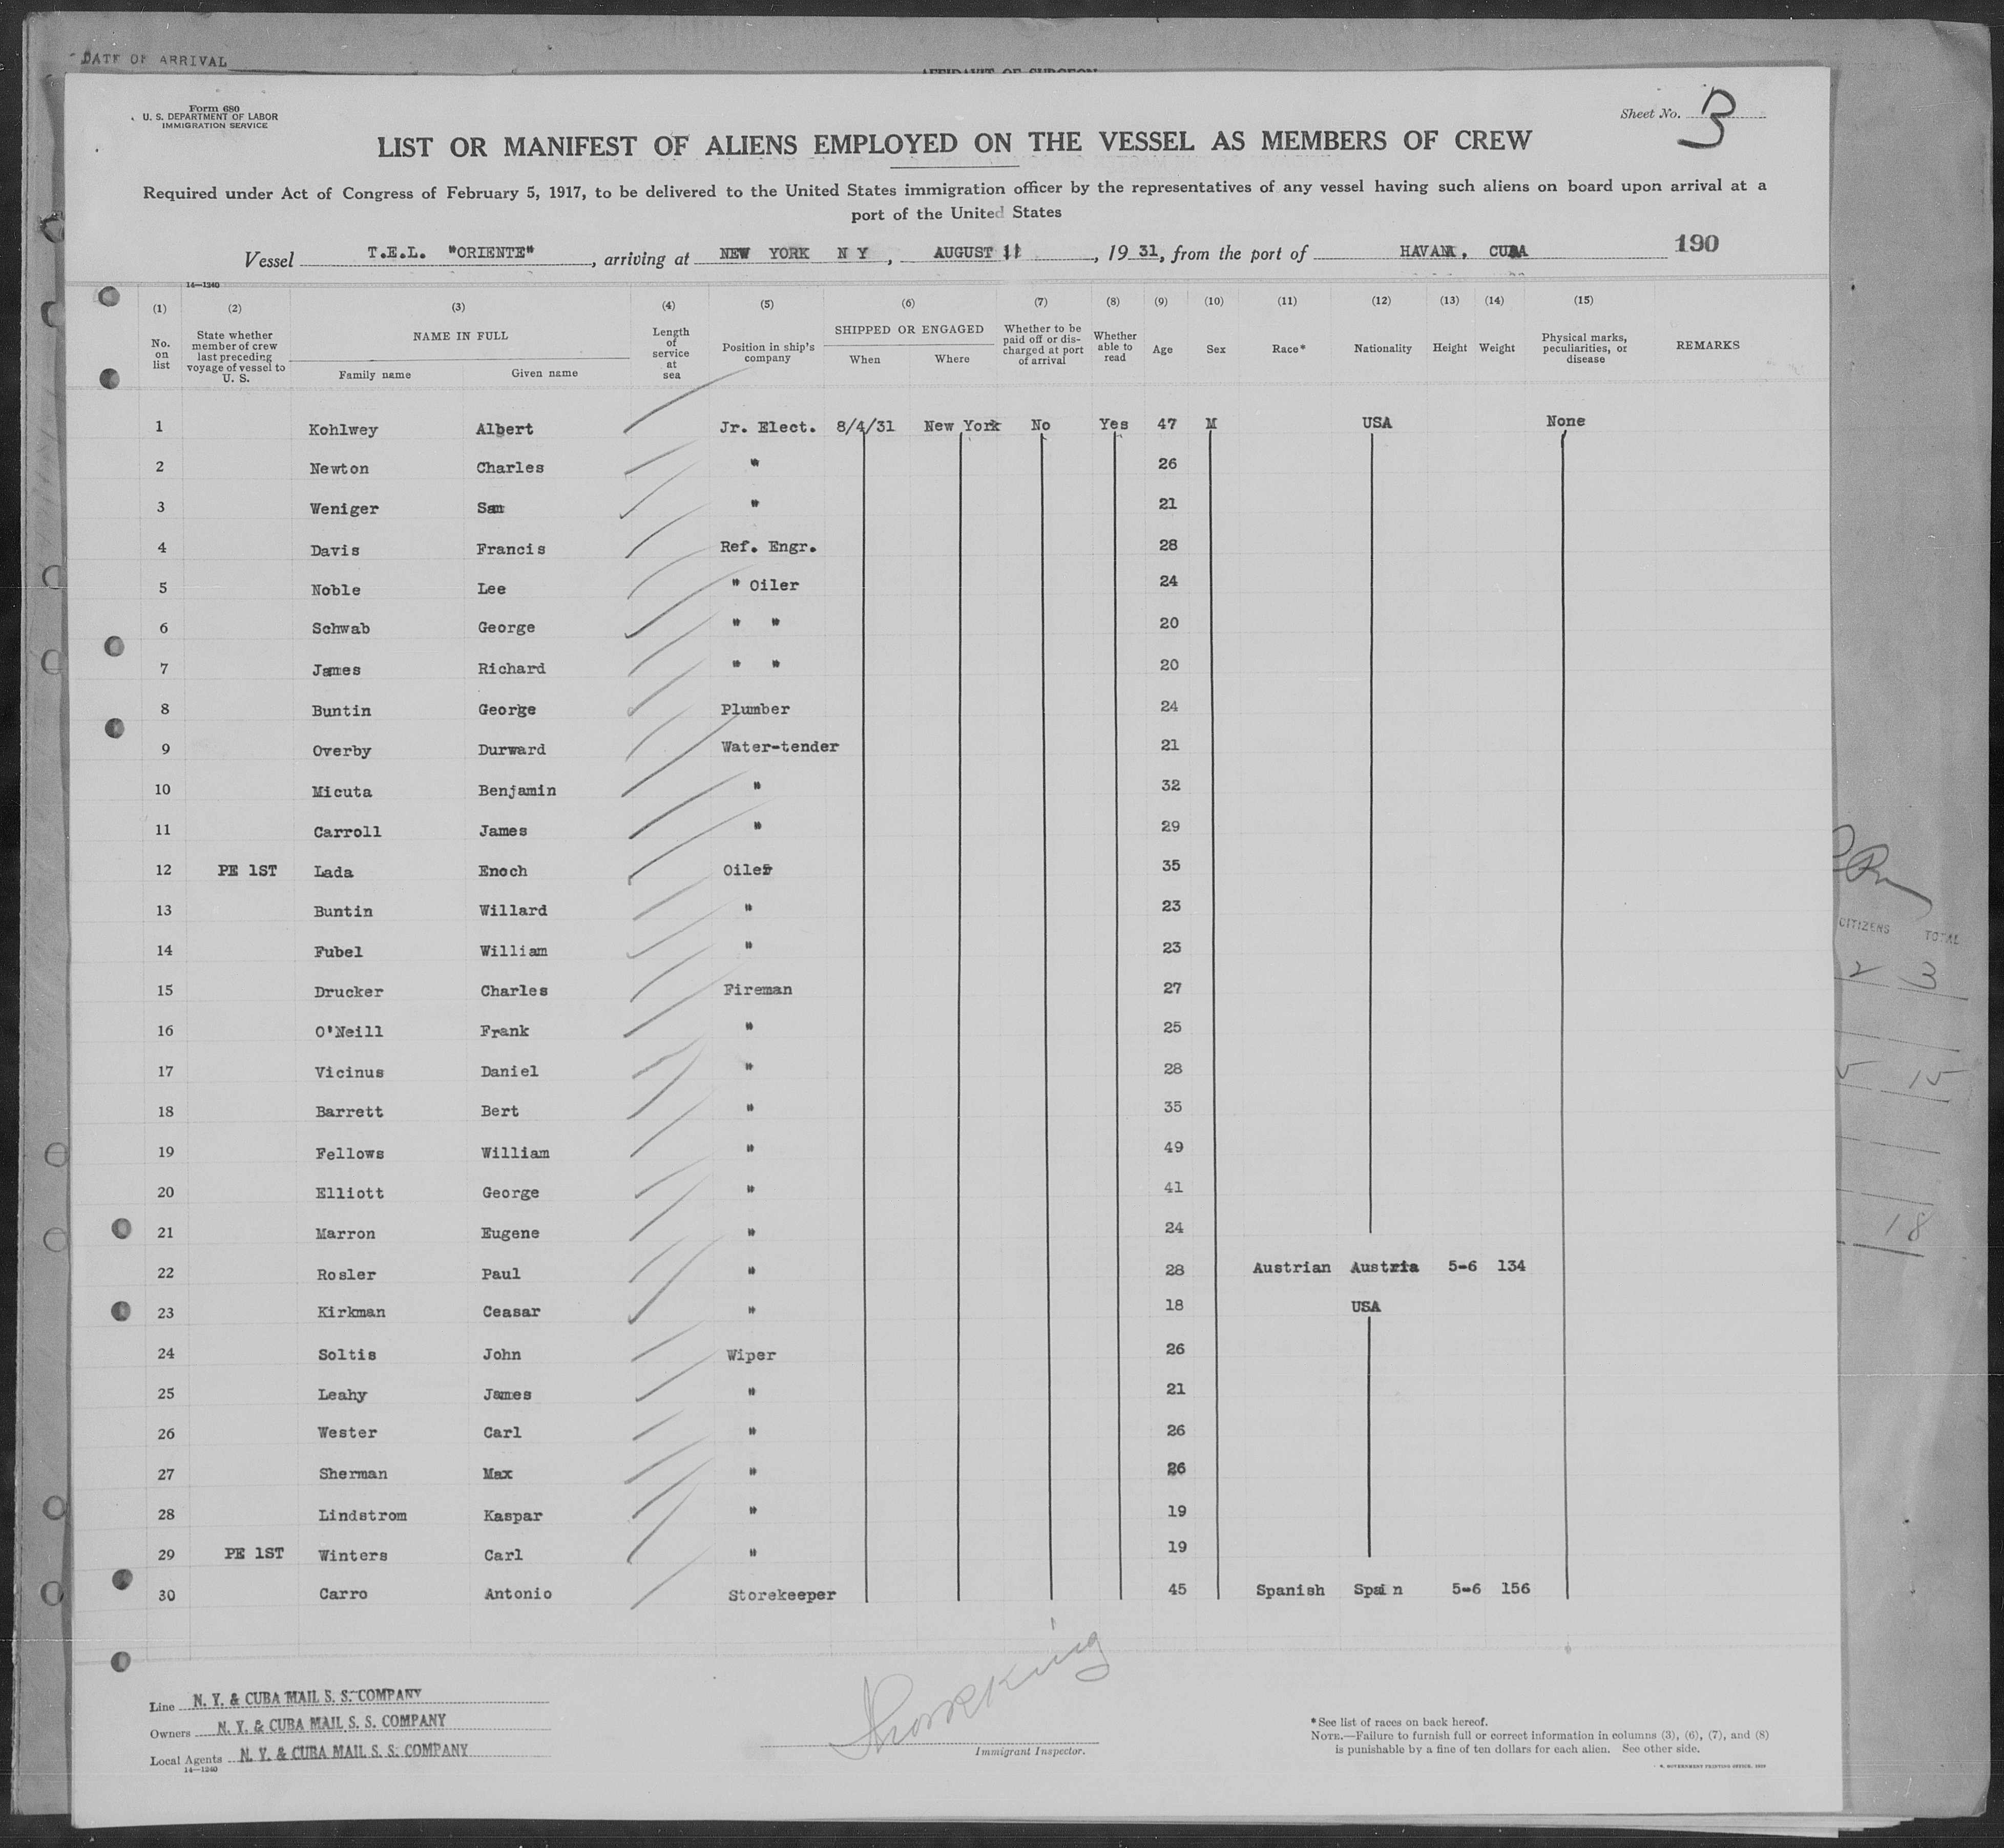 DATE OF ARRIVAL
AFFIDAVIT OF SURGEON
Form 680
U. S. DEPARTMENT OF LABOR
IMMIGRATION SERVICE
Sheet No. 3
LIST OR MANIFEST OF ALIENS EMPLOYED ON THE VESSEL AS MEMBERS OF CREW
Required under Act of Congress of February 5, 1917, to be delivered to the United States immigration officer by the representatives of any vessel having such aliens on board upon arrival at a
port of the United States
Vessel T.E.L. "ORIENTE", arriving at NEW YORK N Y, AUGUST 11, 1931, from the port of HAVANA, CUBA 190
14—1240
(1) (2) (3) (4) (5) (6) (7) (8) (9) (10) (11) (12) (13) (14) (15)
No. on list State whether member of crew last preceding voyage of vessel to U. S. NAME IN FULL Family name Given name Length of service at sea Position in ship's company SHIPPED OR ENGAGED When Where Whether to be paid off or discharged at port of arrival Whether able to read Age Sex Race* Nationality Height Weight Physical marks, peculiarities, or disease REMARKS
1 Kohlwey Albert Jr. Elect. 8/4/31 New York No Yes 47 M USA None
2 Newton Charles " 26
3 Weniger Sam " 21
4 Davis Francis Ref. Engr. 28
5 Noble Lee " Oiler 24
6 Schwab George " " 20
7 James Richard " " 20
8 Buntin George Plumber 24
9 Overby Durward Water-tender 21
10 Micuta Benjamin " 32
11 Carroll James " 29
12 PE 1ST Lada Enoch Oiler 35
13 Buntin Willard " 23
14 Fubel William " 23
15 Drucker Charles Fireman 27
16 O'Neill Frank " 25
17 Vicinus Daniel " 28
18 Barrett Bert " 35
19 Fellows William " 49
20 Elliott George " 41
21 Marron Eugene " 24
22 Rosler Paul " 28 Austrian Austria 5-6 134
23 Kirkman Ceasar " 18 USA
24 Soltis John Wiper 26
25 Leahy James " 21
26 Wester Carl " 26
27 Sherman Max " 26
28 Lindstrom Kaspar " 19
29 PE 1ST Winters Carl " 19
30 Carro Antonio Storekeeper 45 Spanish Spain 5-6 156
CITIZENS TOTAL
2 3
5 15
18
Line N. Y. & CUBA MAIL S. S. COMPANY
Owners N. Y. & CUBA MAIL S. S. COMPANY
Local Agents N. Y. & CUBA MAIL S. S. COMPANY
14—1240
Immigrant Inspector.
*See list of races on back hereof.
NOTE.—Failure to furnish full or correct information in columns (3), (6), (7), and (8)
is punishable by a fine of ten dollars for each alien. See other side.